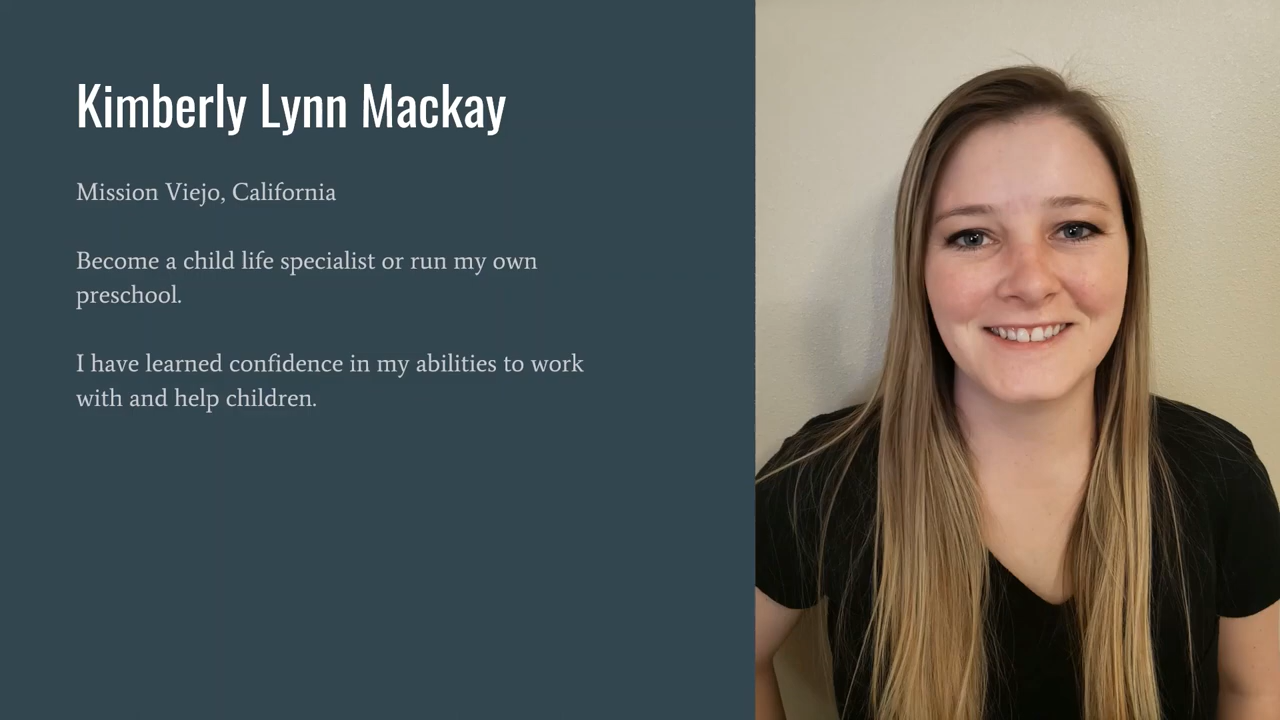 Kimberly Lynn Mackay
Mission Viejo, California
Become a child life specialist or run my own
preschool.
I have learned confidence in my abilities to work
with and help children.